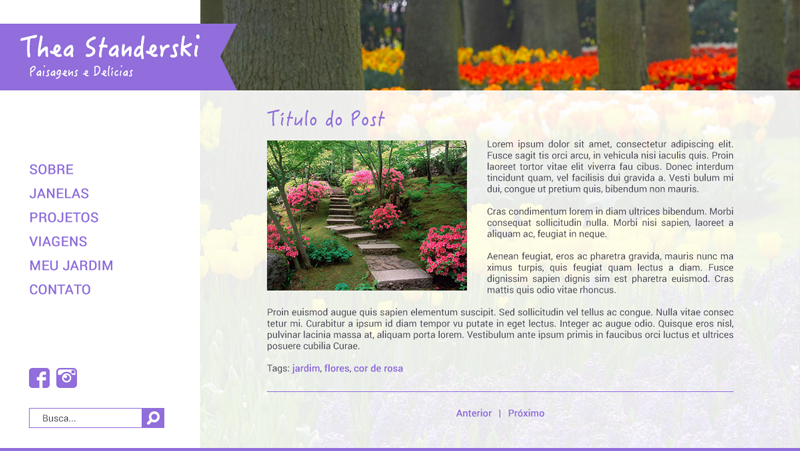 Thea Standerski
Paisagens e Delícias
SOBRE
JANELAS
PROJETOS
VIAGENS
MEU JARDIM
CONTATO
Busca...
Título do Post
Lorem ipsum dolor sit amet, consectetur adipiscing elit.
Fusce sagit tis orci arcu, in vehicula nisi iaculis quis. Proin
laoreet tortor vitae elit viverra fau cibus. Donec interdum
tincidunt quam, vel facilisis dui gravida a. Vesti bulum mi
dui, congue ut pretium quis, bibendum non mauris.
Cras condimentum lorem in diam ultrices bibendum. Morbi
consequat sollicitudin nulla. Morbi nisi sapien, laoreet a
aliquam ac, feugiat in neque.
Aenean feugiat, eros ac pharetra gravida, mauris nunc ma
ximus turpis, quis feugiat quam lectus a diam. Fusce
dignissim sapien dignis sim est pharetra euismod. Cras
mattis quis odio vitae rhoncus.
Proin euismod augue quis sapien elementum suscipit. Sed sollicitudin vel tellus ac congue. Nulla vitae consec
tetur mi. Curabitur a ipsum id diam tempor vu putate in eget lectus. Integer ac augue odio. Quisque eros nisl,
pulvinar lacinia massa at, aliquam porta lorem. Vestibulum ante ipsum primis in faucibus orci luctus et ultrices
posuere cubilia Curae.
Tags: jardim, flores, cor de rosa
Anterior | Próximo